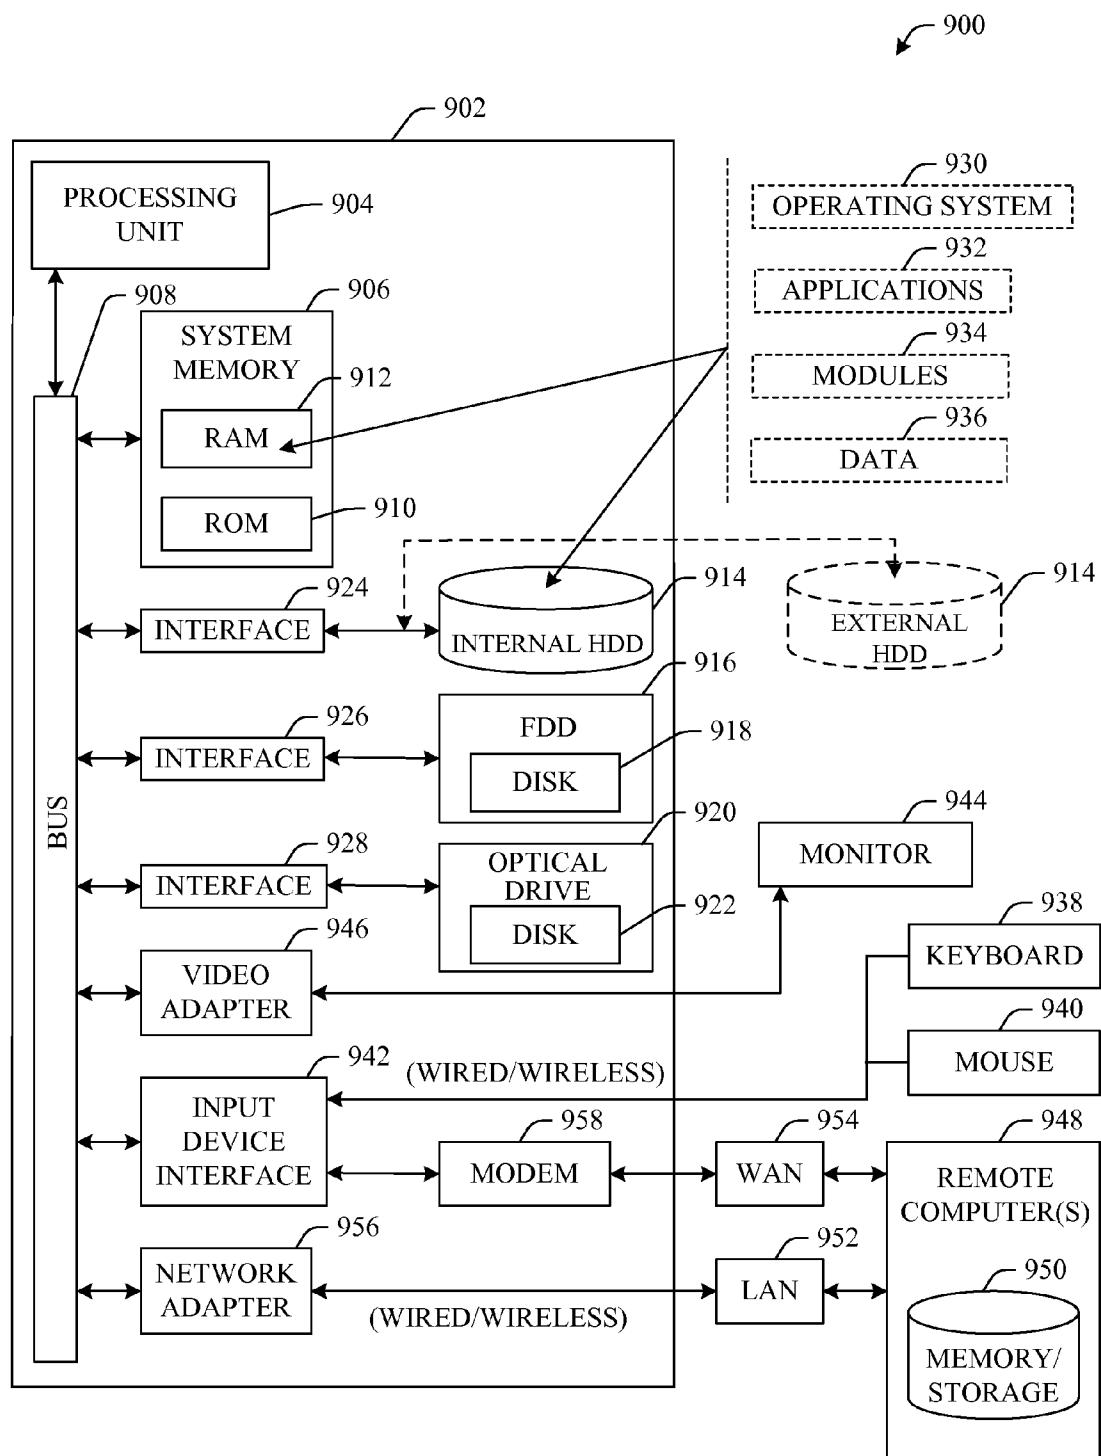 900
902
PROCESSING
UNIT
904
930
OPERATING SYSTEM
932
APPLICATIONS
934
MODULES
936
DATA
908
906
SYSTEM
MEMORY
912
RAM
ROM
910
924
INTERFACE
INTERNAL HDD
914
EXTERNAL
HDD
914
916
FDD
926
INTERFACE
918
DISK
BUS
920
928
INTERFACE
OPTICAL
DRIVE
922
DISK
944
MONITOR
946
VIDEO
ADAPTER
938
KEYBOARD
940
MOUSE
942
(WIRED/WIRELESS)
INPUT
DEVICE
INTERFACE
958
MODEM
954
WAN
948
REMOTE
COMPUTER(S)
956
NETWORK
ADAPTER
(WIRED/WIRELESS)
952
LAN
950
MEMORY/
STORAGE